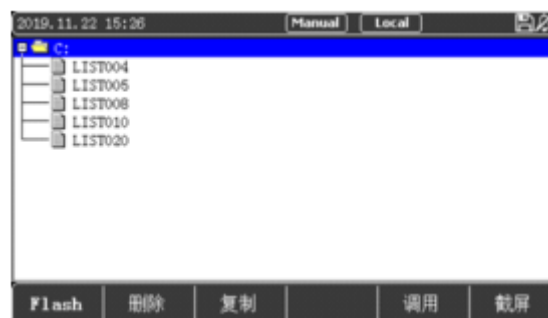 2019.11.22 15:26 Manual Local
C:
LIST004
LIST005
LIST008
LIST010
LIST020
Flash 删除 复制 调用 截屏